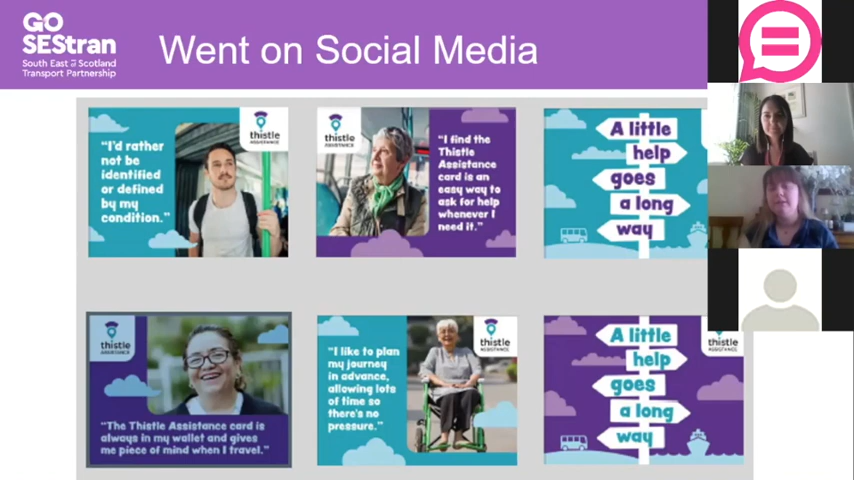 GO
SEStran
South East of Scotland
Transport Partnership
Went on Social Media
"I'd rather
not be
identified
or defined
by my
condition."
thistle
ASSISTANCE
thistle
ASSISTANCE
"I find the
Thistle
Assistance
card is an
easy way to
ask for help
whenever I
need it."
A little
help
goes
a long
way
thistle
ASSISTANCE
"The Thistle Assistance card is
always in my wallet and gives
me piece of mind when I travel."
"I like to plan
my journey
in advance,
allowing lots
of time so
there's no
pressure."
thistle
ASSISTANCE
A little
help
goes
a long
way
thistle
ASSISTANCE